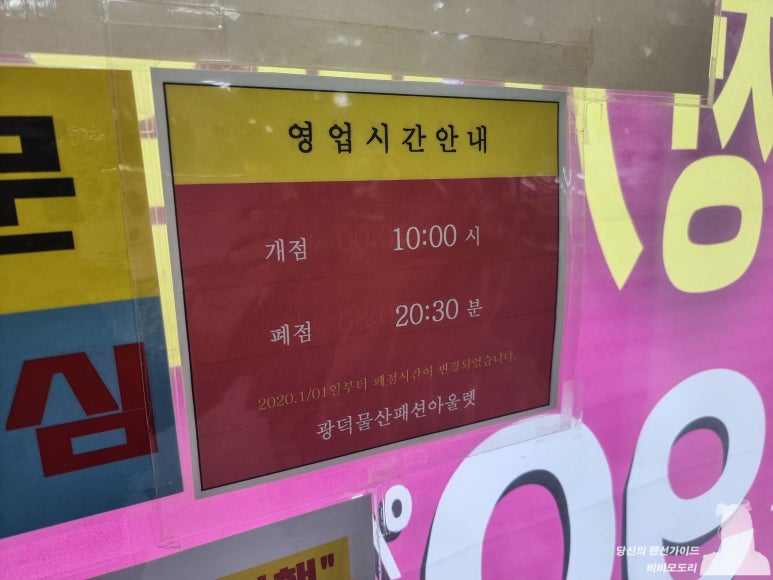 영업시간안내
개점 10:00 시
폐점 20:30 분
2020.1/01일부터 폐점시간이 변경되었습니다.
광덕물산패션아울렛
문
심
당신의 랜선가이드
비비모도리